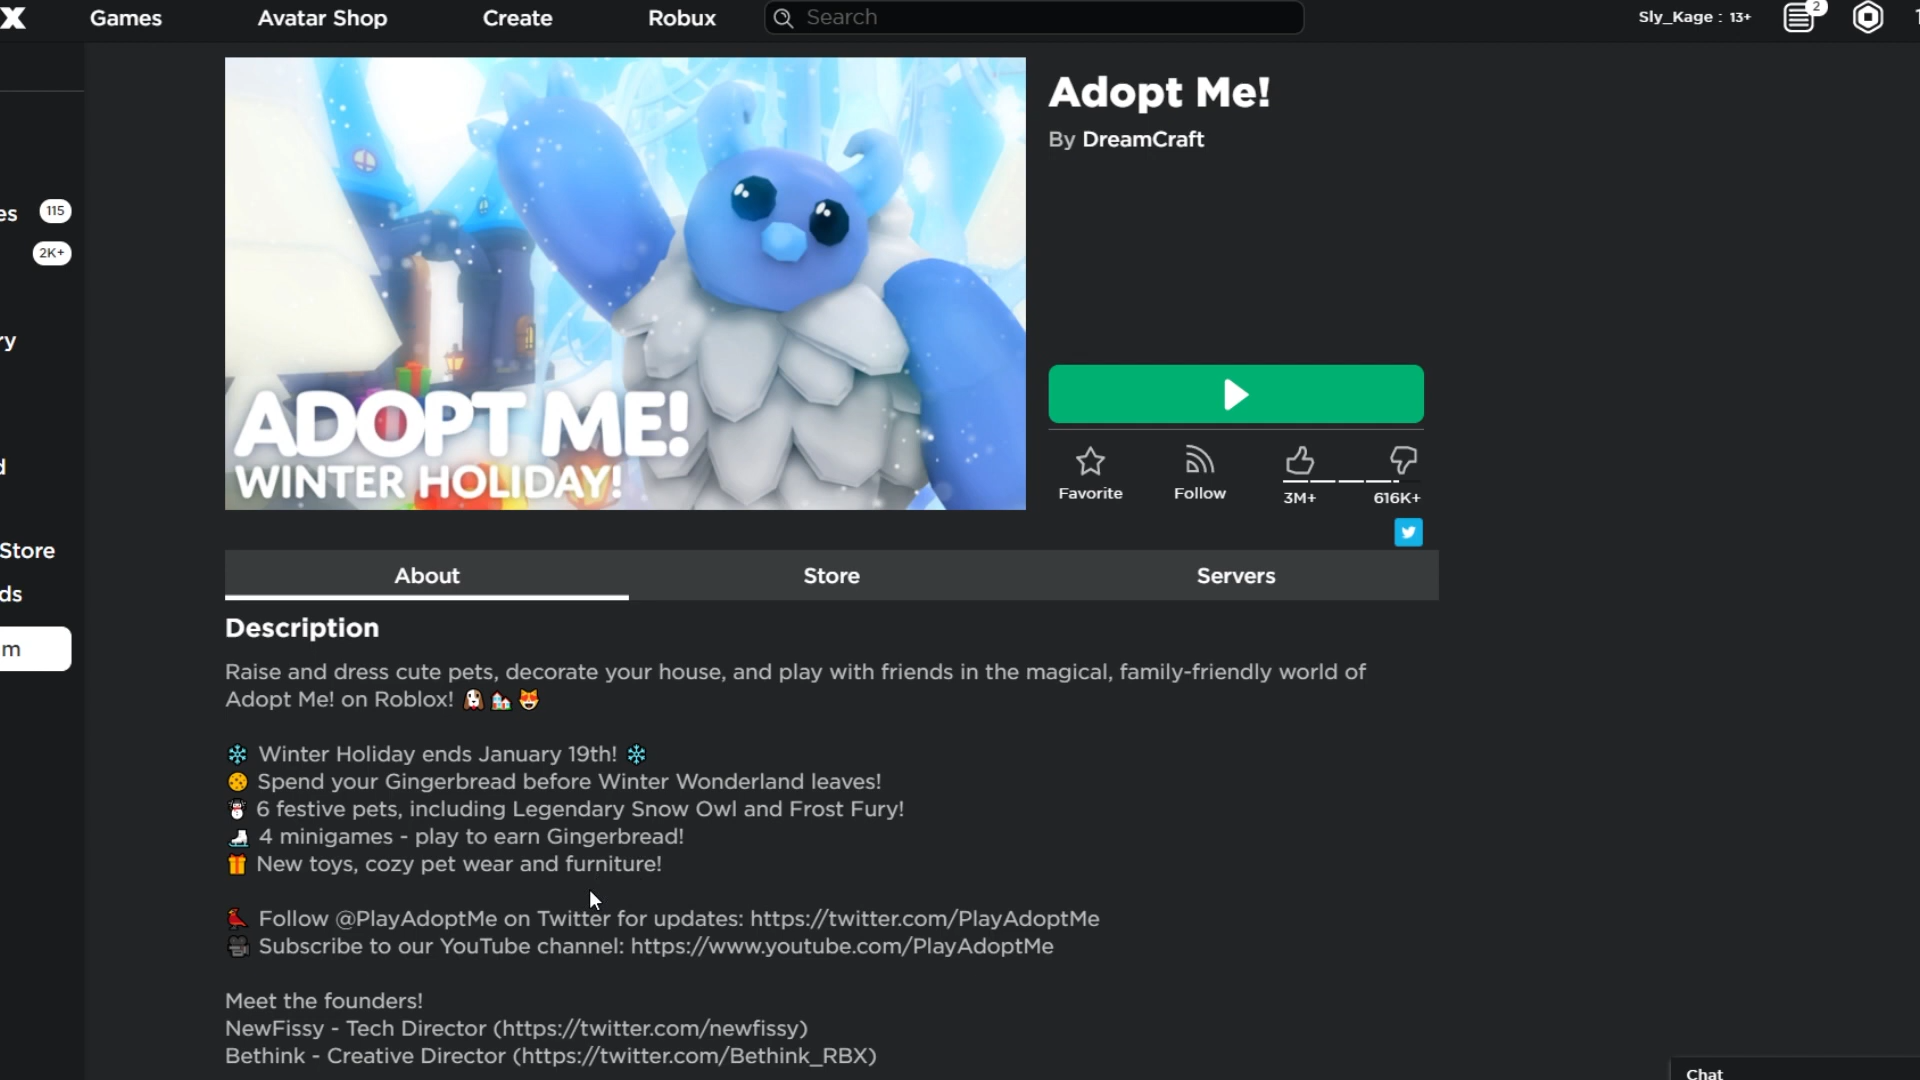 X Games Avatar Shop Create Robux Search Sly_Kage : 13+ 2
es 115
2K+
ry
d
Store
ds
m
ADOPT ME!
WINTER HOLIDAY!
Adopt Me!
By DreamCraft
Favorite Follow 3M+ 616K+
About Store Servers
Description
Raise and dress cute pets, decorate your house, and play with friends in the magical, family-friendly world of
Adopt Me! on Roblox! 🐶 🏡 😻
❄️ Winter Holiday ends January 19th! ❄️
🍪 Spend your Gingerbread before Winter Wonderland leaves!
⛄ 6 festive pets, including Legendary Snow Owl and Frost Fury!
⛸️ 4 minigames - play to earn Gingerbread!
🎁 New toys, cozy pet wear and furniture!
🐦 Follow @PlayAdoptMe on Twitter for updates: https://twitter.com/PlayAdoptMe
🎥 Subscribe to our YouTube channel: https://www.youtube.com/PlayAdoptMe
Meet the founders!
NewFissy - Tech Director (https://twitter.com/newfissy)
Bethink - Creative Director (https://twitter.com/Bethink_RBX)
Chat